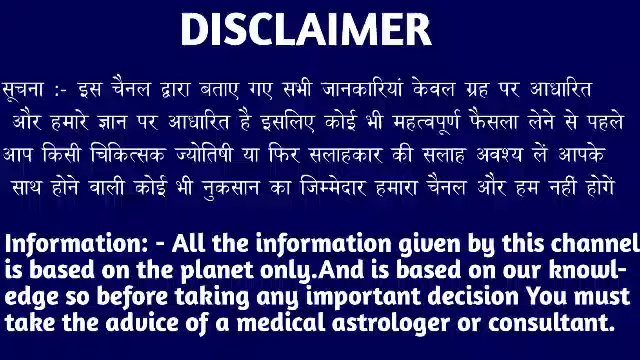 DISCLAIMER
सूचना :- इस चैनल द्वारा बताए गए सभी जानकारियां केवल ग्रह पर आधारित
और हमारे ज्ञान पर आधारित है इसलिए कोई भी महत्वपूर्ण फैसला लेने से पहले
आप किसी चिकित्सक ज्योतिषी या फिर सलाहकार की सलाह अवश्य लें आपके
साथ होने वाली कोई भी नुकसान का जिम्मेदार हमारा चैनल और हम नहीं होगें
Information: - All the information given by this channel
is based on the planet only.And is based on our knowl-
edge so before taking any important decision You must
take the advice of a medical astrologer or consultant.